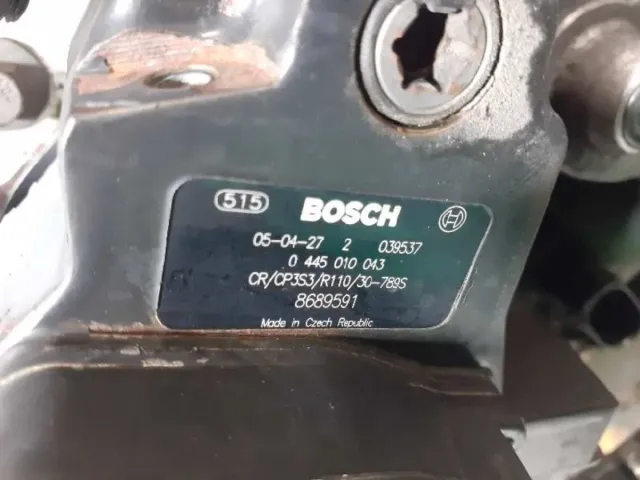 515 BOSCH
05-04-27 2 039537
0 445 010 043
CR/CP3S3/R110/30-789S
8689591
Made in Czech Republic